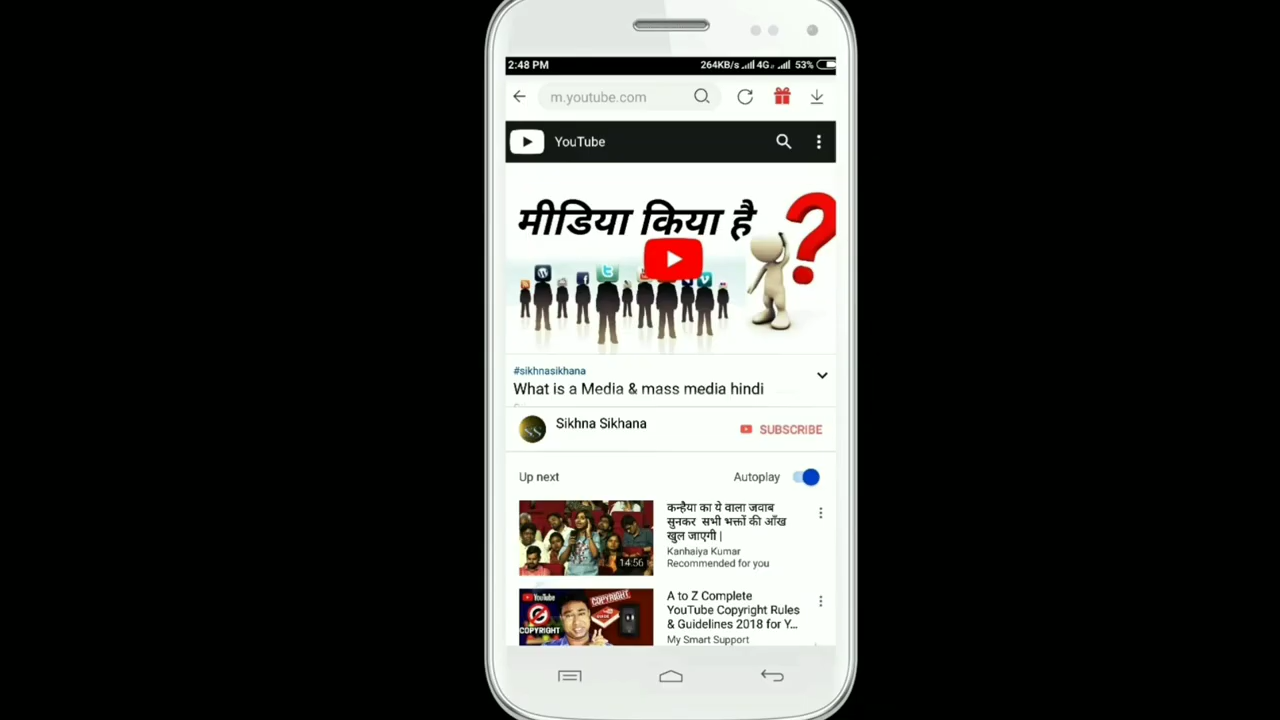 2:48 PM
264KB/s 4G 53%
m.youtube.com
YouTube
मीडिया किया है
?
#sikhnasikhana
What is a Media & mass media hindi
Sikhna Sikhana
SUBSCRIBE
Up next
Autoplay
कन्हैया का ये वाला जवाब
सुनकर सभी भक्तों की आँख
खुल जाएगी |
Kanhaiya Kumar
Recommended for you
14:56
A to Z Complete
YouTube Copyright Rules
& Guidelines 2018 for Y...
My Smart Support
YouTube
COPYRIGHT
COPYRIGHT